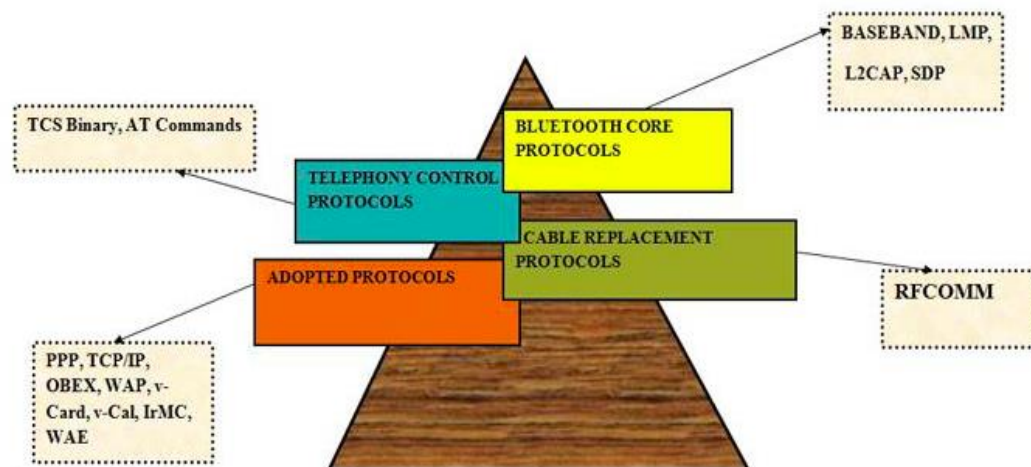 BASEBAND, LMP,
L2CAP, SDP
TCS Binary, AT Commands
BLUETOOTH CORE
PROTOCOLS
TELEPHONY CONTROL
PROTOCOLS
CABLE REPLACEMENT
PROTOCOLS
ADOPTED PROTOCOLS
RFCOMM
PPP, TCP/IP,
OBEX, WAP, v-
Card, v-Cal, IrMC,
WAE